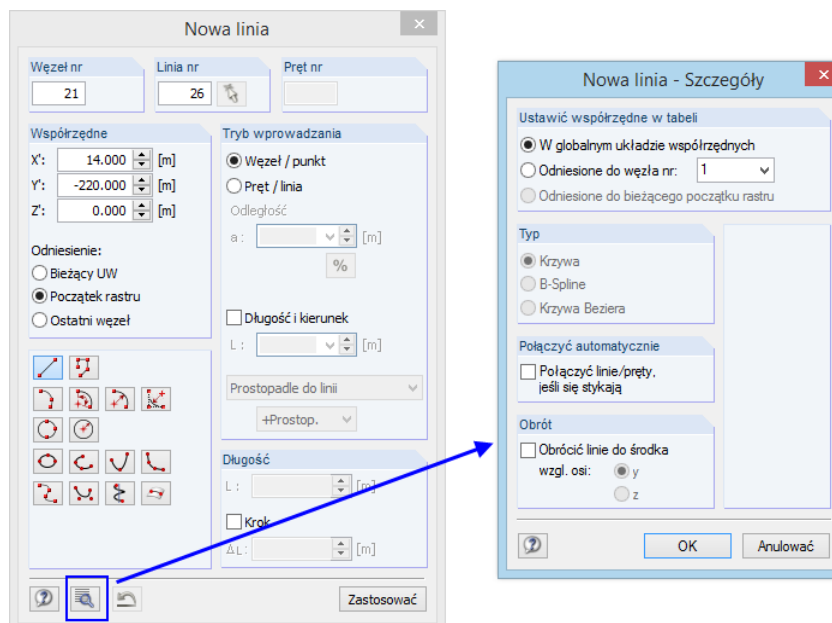 Nowa linia
Węzeł nr
Linia nr
Pręt nr
21
26
Współrzędne
X': 14.000 [m]
Y': -220.000 [m]
Z': 0.000 [m]
Odniesienie:
Bieżący UW
Początek rastru
Ostatni węzeł
Tryb wprowadzania
Węzeł / punkt
Pręt / linia
Odległość
a : [m]
%
Długość i kierunek
L : [m]
Prostopadle do linii
+Prostop.
Długość
L : [m]
Krok
ΔL: [m]
Zastosować
Nowa linia - Szczegóły
Ustawić współrzędne w tabeli
W globalnym układzie współrzędnych
Odniesione do węzła nr: 1
Odniesione do bieżącego początku rastru
Typ
Krzywa
B-Spline
Krzywa Beziera
Połączyć automatycznie
Połączyć linie/pręty,
jeśli się stykają
Obrót
Obrócić linie do środka
wzgl. osi: y
z
OK
Anulować